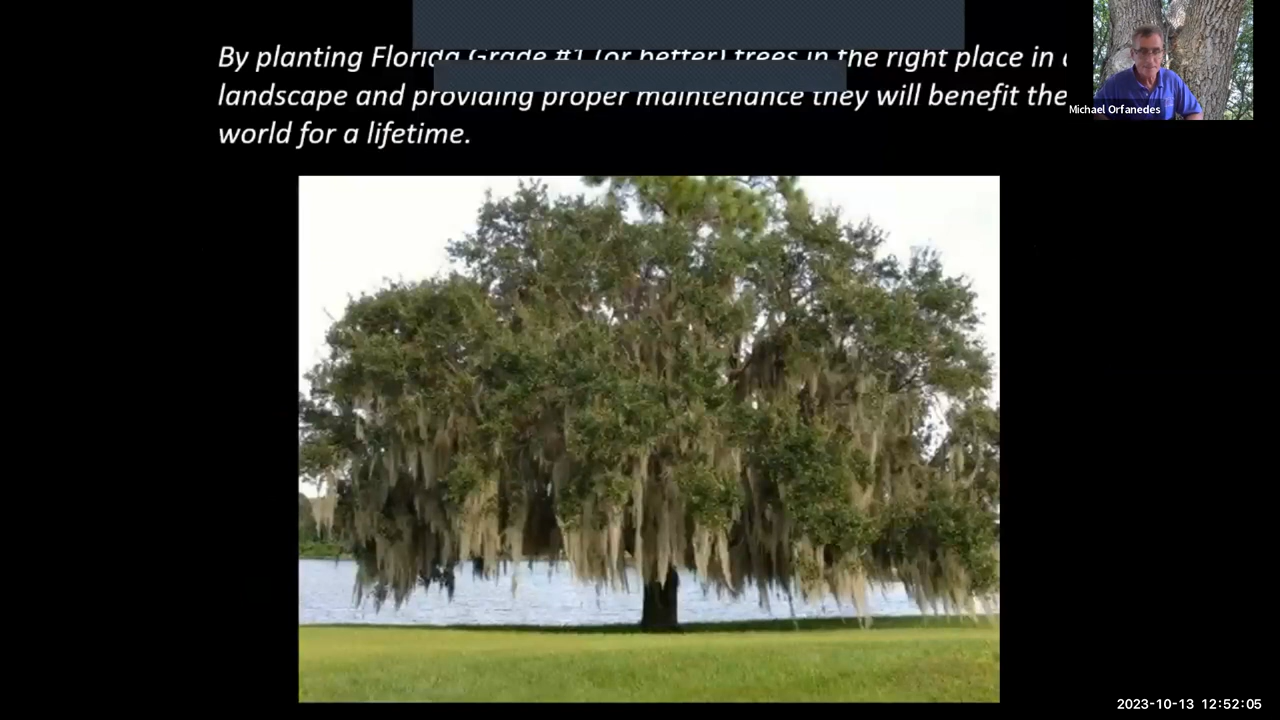 By planting Florida Grade #1 (or better) trees in the right place in
landscape and providing proper maintenance they will benefit the
world for a lifetime.
Michael Orfanedes
2023-10-13 12:52:05